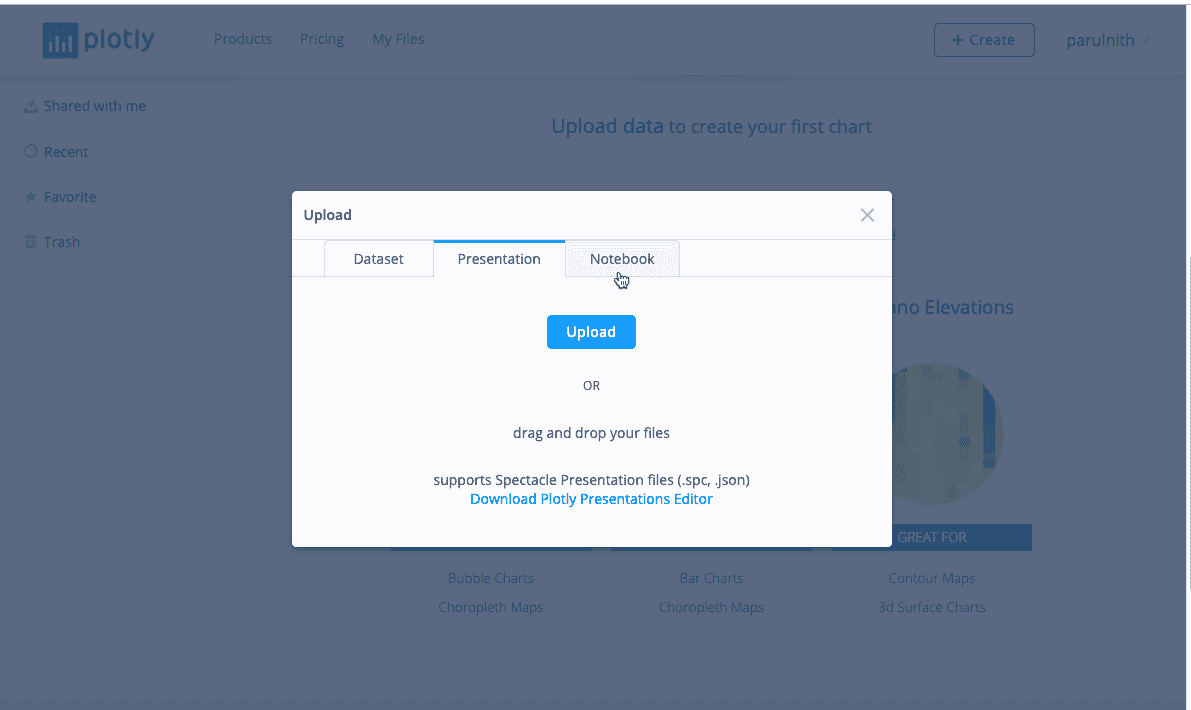 plotly
Products Pricing My Files
+ Create
parulnith
Shared with me
Recent
Favorite
Trash
Upload data to create your first chart
Upload
Dataset Presentation Notebook
Upload
OR
drag and drop your files
supports Spectacle Presentation files (.spc, .json)
Download Plotly Presentations Editor
Elevations
GREAT FOR
Bubble Charts
Choropleth Maps
Bar Charts
Choropleth Maps
Contour Maps
3d Surface Charts